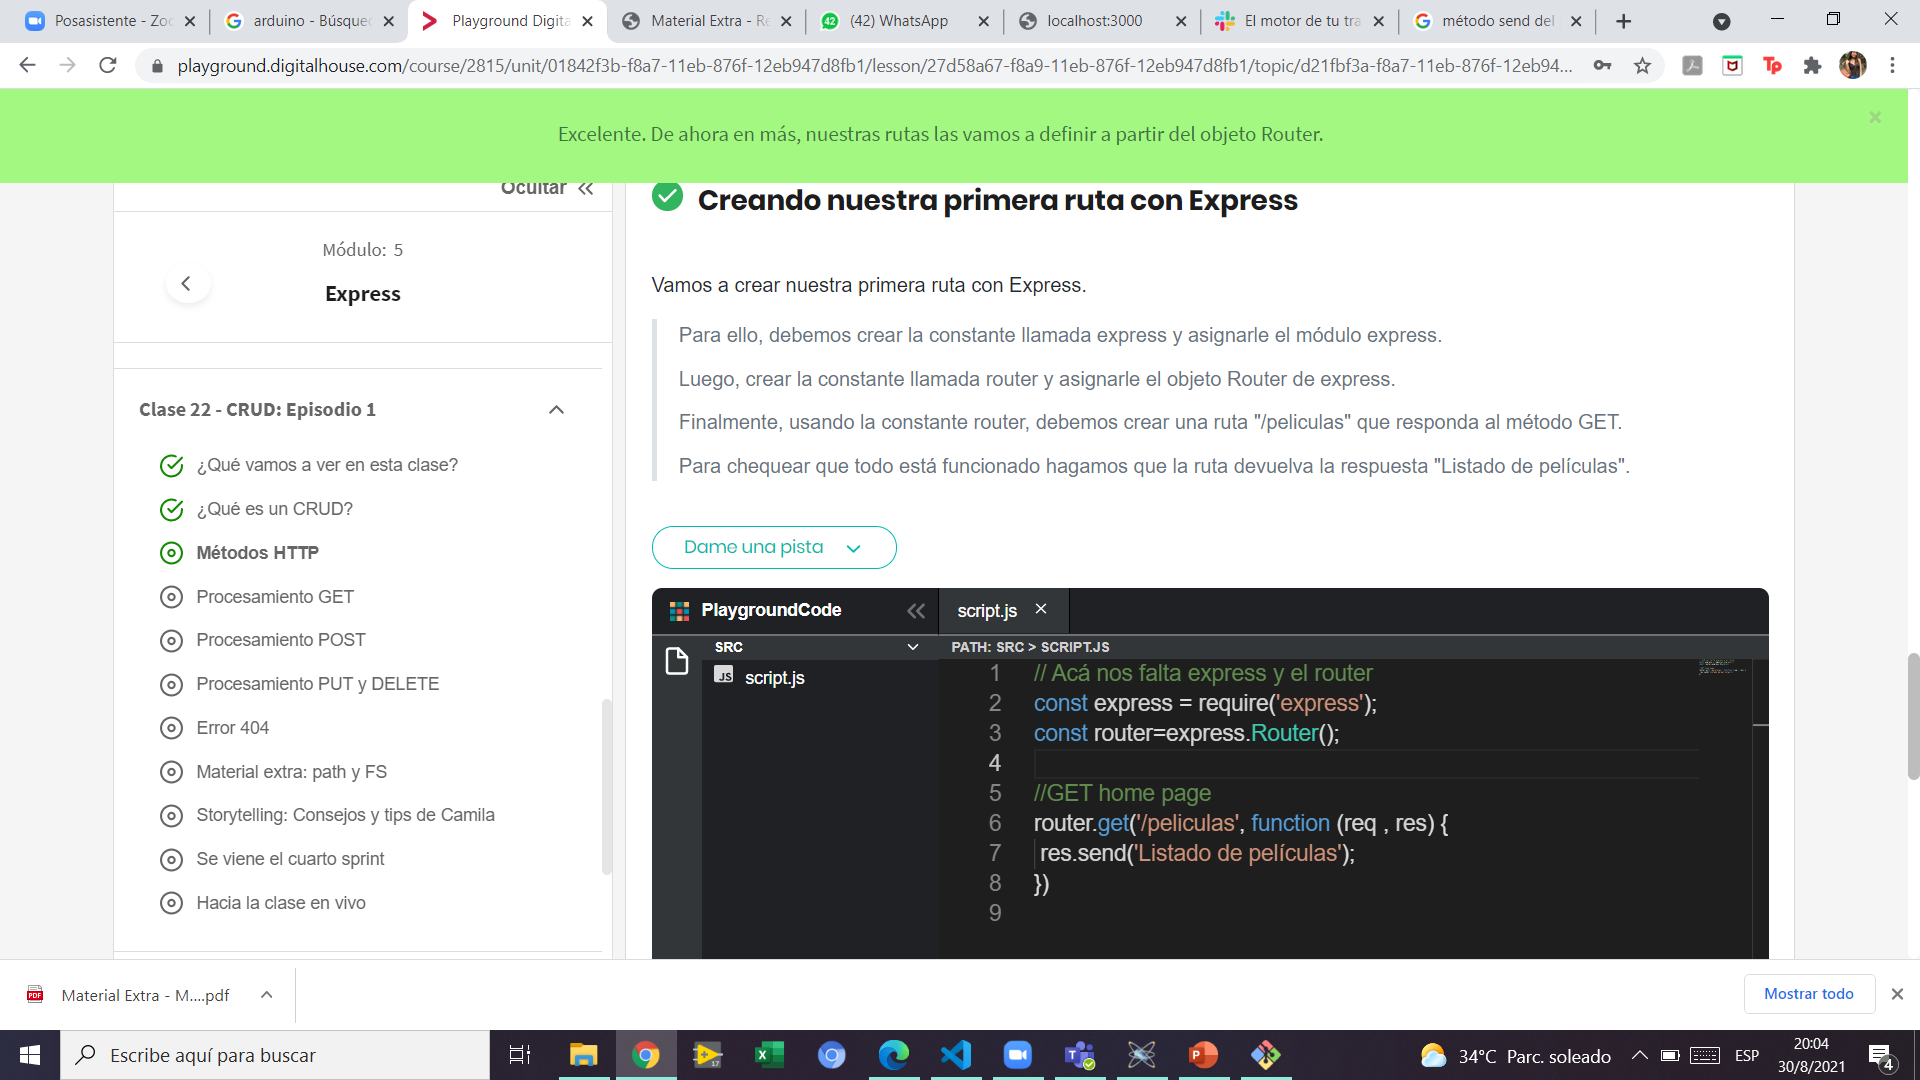 Posasistente - Zoo
arduino - Búsqued
Playground Digita
Material Extra - Re
(42) WhatsApp
localhost:3000
El motor de tu tra
método send del
playground.digitalhouse.com/course/2815/unit/01842f3b-f8a7-11eb-876f-12eb947d8fb1/lesson/27d58a67-f8a9-11eb-876f-12eb947d8fb1/topic/d21fbf3a-f8a7-11eb-876f-12eb94...
Excelente. De ahora en más, nuestras rutas las vamos a definir a partir del objeto Router.
Ocultar
Módulo: 5
Express
Clase 22 - CRUD: Episodio 1
¿Qué vamos a ver en esta clase?
¿Qué es un CRUD?
Métodos HTTP
Procesamiento GET
Procesamiento POST
Procesamiento PUT y DELETE
Error 404
Material extra: path y FS
Storytelling: Consejos y tips de Camila
Se viene el cuarto sprint
Hacia la clase en vivo
Creando nuestra primera ruta con Express
Vamos a crear nuestra primera ruta con Express.
Para ello, debemos crear la constante llamada express y asignarle el módulo express.
Luego, crear la constante llamada router y asignarle el objeto Router de express.
Finalmente, usando la constante router, debemos crear una ruta "/peliculas" que responda al método GET.
Para chequear que todo está funcionado hagamos que la ruta devuelva la respuesta "Listado de películas".
Dame una pista
PlaygroundCode
script.js
SRC
JS script.js
PATH: SRC > SCRIPT.JS
1 // Acá nos falta express y el router
2 const express = require('express');
3 const router=express.Router();
4
5 //GET home page
6 router.get('/peliculas', function (req , res) {
7 res.send('Listado de películas');
8 })
9
PDF Material Extra - M....pdf
Mostrar todo
Escribe aquí para buscar
34°C Parc. soleado
ESP
20:04
30/8/2021
4